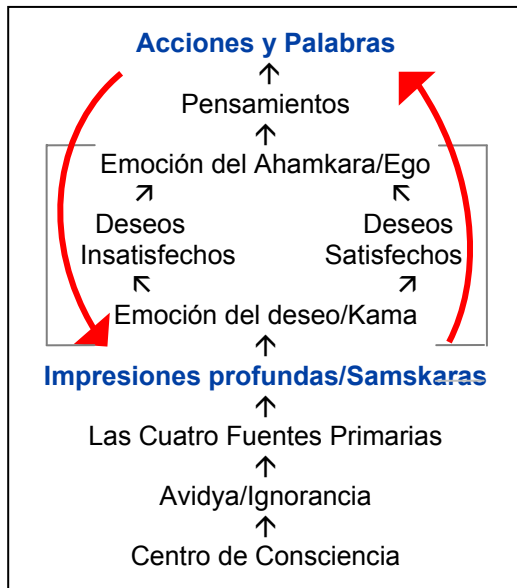 Acciones y Palabras
Pensamientos
Emoción del Ahamkara/Ego
Deseos Deseos
Insatisfechos Satisfechos
Emoción del deseo/Kama
Impresiones profundas/Samskaras
Las Cuatro Fuentes Primarias
Avidya/Ignorancia
Centro de Consciencia